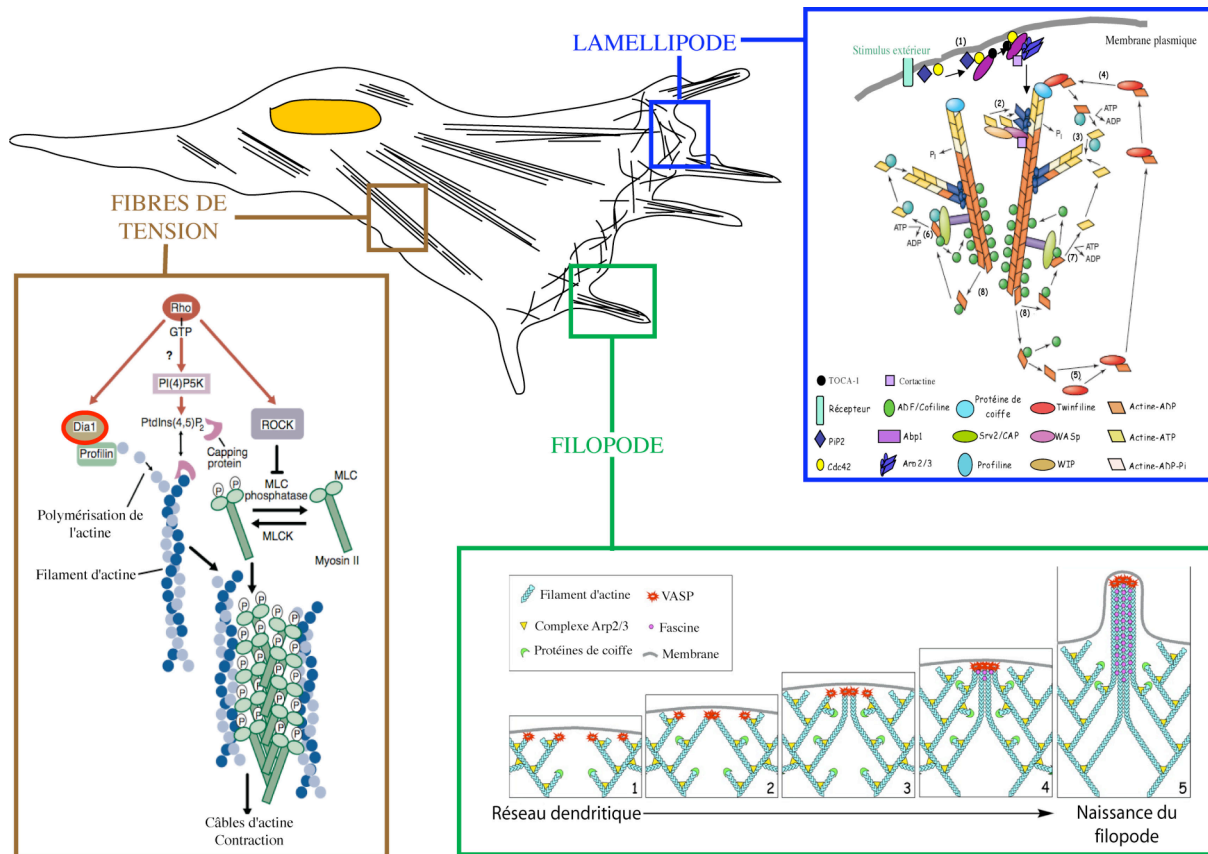 LAMELLIPODE
FIBRES DE
TENSION
FILOPODE
Rho
GTP
?
PI(4)P5K
Dia1
Profilin
PtdIns(4,5)P2
Capping
protein
ROCK
Polymérisation de
l'actine
Filament d'actine
P P
MLC
phosphatase
MLC
MLCK
Myosin II
P P P P P P P P P P P P P P
Câbles d'actine
Contraction
Stimulus extérieur
(1)
Membrane plasmique
(2)
(4)
ATP
ADP
(3)
Pi
Pi
ATP
ADP
(6)
ATP
ADP
(7)
(8)
(8)
(5)
TOCA-1
Cortactine
Récepteur
ADF/Cofiline
Protéine de
coiffe
Twinfiline
Actine-ADP
PiP2
Abp1
Srv2/CAP
WASp
Actine-ATP
Cdc42
Arp2/3
Profiline
WIP
Actine-ADP-Pi
Filament d'actine
VASP
Complexe Arp2/3
Fascine
Protéines de coiffe
Membrane
1
2
3
4
5
Réseau dendritique
Naissance du
filopode